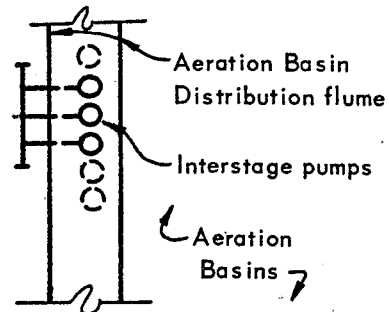 Aeration Basin
Distribution flume
Interstage pumps
Aeration
Basins